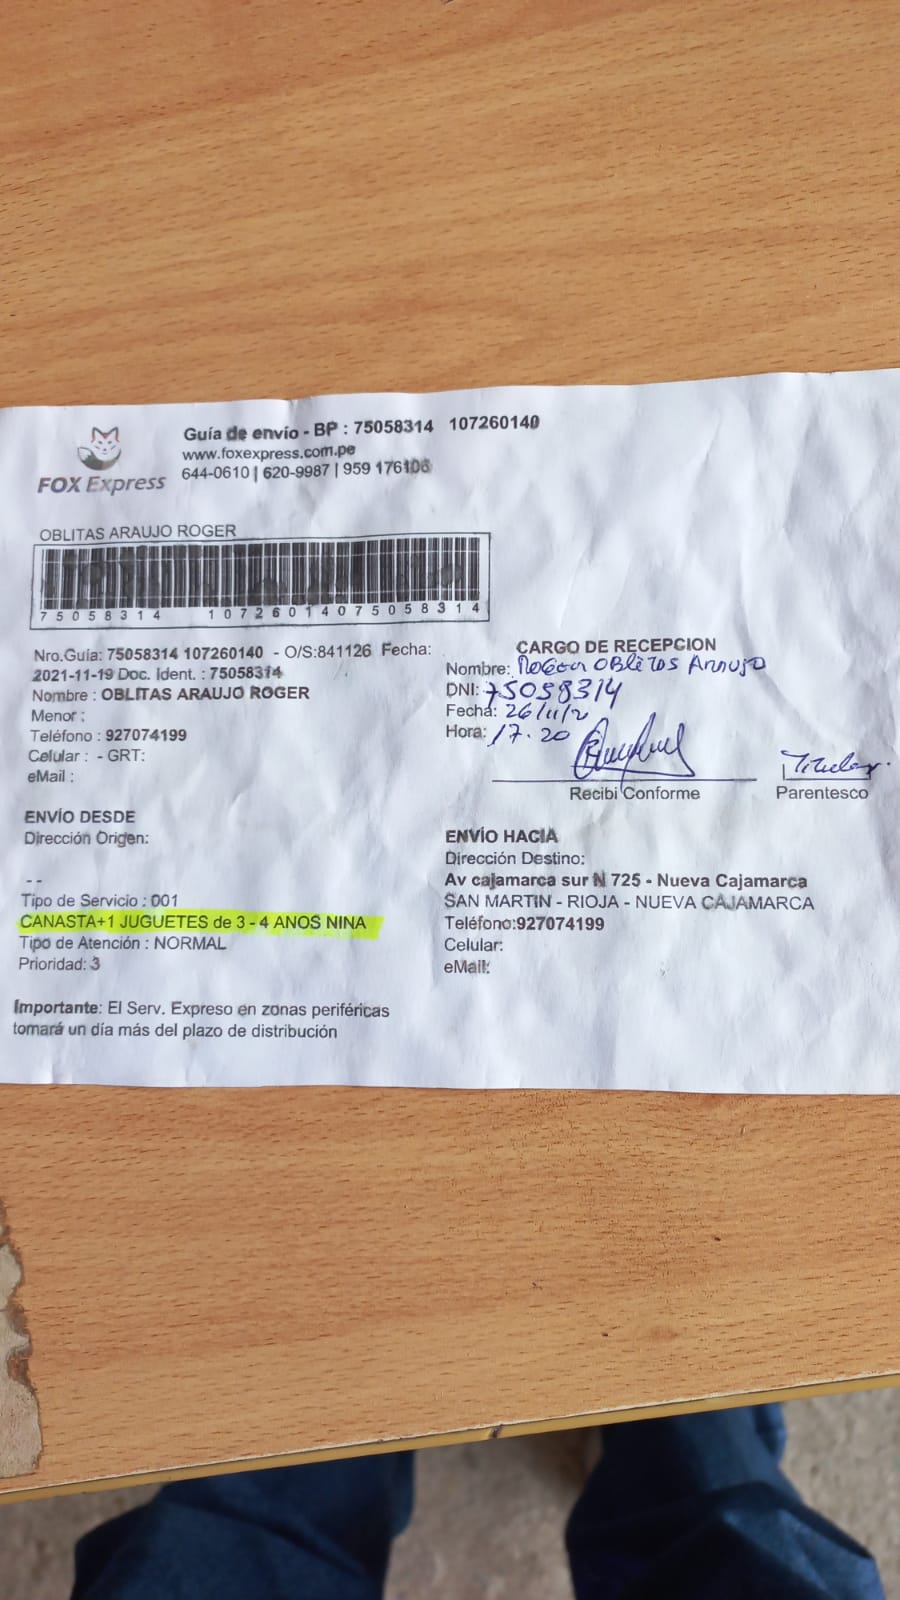 FOX Express
Guía de envío - BP : 75058314 107260140
www.foxexpress.com.pe
644-0610 | 620-9987 | 959 176106
OBLITAS ARAUJO ROGER
75058314 10726014075058314
Nro.Guía: 75058314 107260140 - O/S:841126 Fecha:
2021-11-19 Doc. Ident. : 75058314
Nombre : OBLITAS ARAUJO ROGER
Menor :
Teléfono : 927074199
Celular : - GRT:
eMail :
CARGO DE RECEPCION
Nombre: Roger Oblitas Araujo
DNI: 75058314
Fecha: 26/11/2
Hora: 17.20
Recibi Conforme
Titular.
Parentesco
ENVÍO DESDE
Dirección Origen:
--
Tipo de Servicio : 001
CANASTA+1 JUGUETES de 3 - 4 ANOS NINA
Tipo de Atención : NORMAL
Prioridad: 3
ENVÍO HACIA
Dirección Destino:
Av cajamarca sur N 725 - Nueva Cajamarca
SAN MARTIN - RIOJA - NUEVA CAJAMARCA
Teléfono:927074199
Celular:
eMail:
Importante: El Serv. Expreso en zonas periféricas
tomará un día más del plazo de distribución